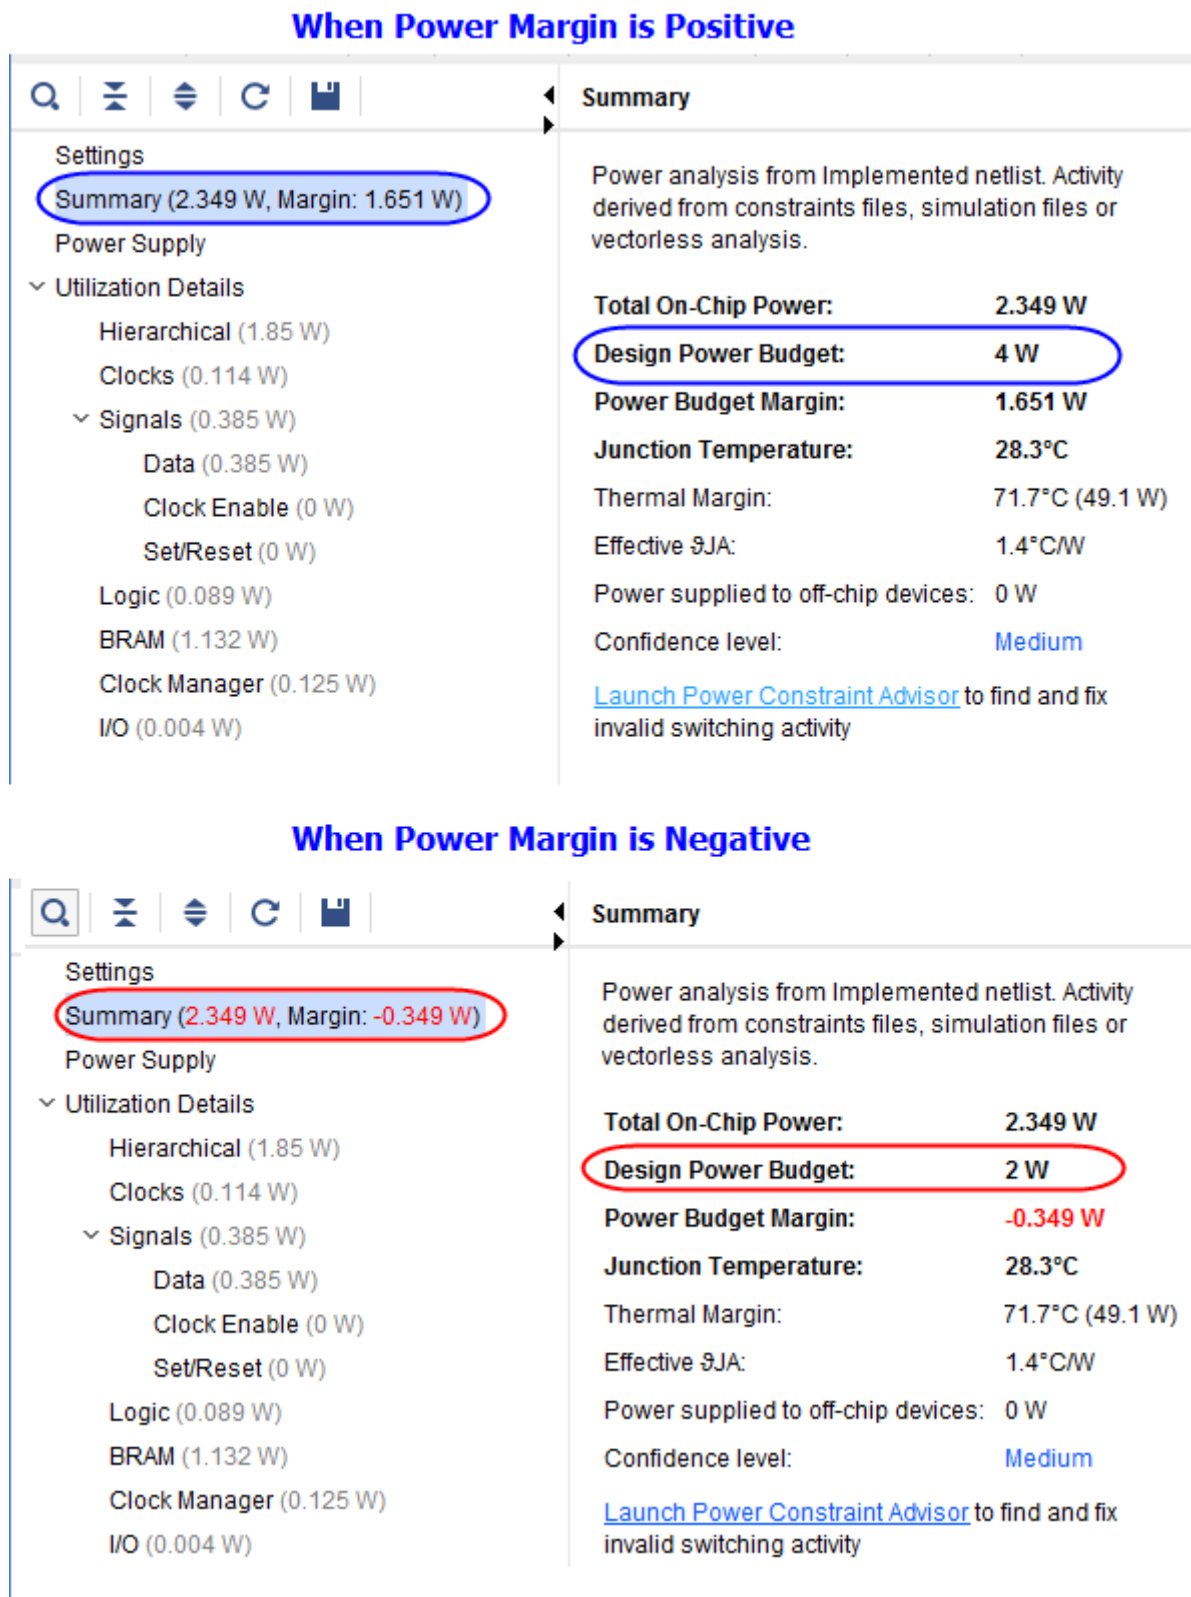 When Power Margin is Positive
Summary
Settings
Summary (2.349 W, Margin: 1.651 W)
Power Supply
Utilization Details
Hierarchical (1.85 W)
Clocks (0.114 W)
Signals (0.385 W)
Data (0.385 W)
Clock Enable (0 W)
Set/Reset (0 W)
Logic (0.089 W)
BRAM (1.132 W)
Clock Manager (0.125 W)
I/O (0.004 W)
Power analysis from Implemented netlist. Activity
derived from constraints files, simulation files or
vectorless analysis.
Total On-Chip Power: 2.349 W
Design Power Budget: 4 W
Power Budget Margin: 1.651 W
Junction Temperature: 28.3°C
Thermal Margin: 71.7°C (49.1 W)
Effective ϑJA: 1.4°C/W
Power supplied to off-chip devices: 0 W
Confidence level: Medium
Launch Power Constraint Advisor to find and fix
invalid switching activity
When Power Margin is Negative
Summary
Settings
Summary (2.349 W, Margin: -0.349 W)
Power Supply
Utilization Details
Hierarchical (1.85 W)
Clocks (0.114 W)
Signals (0.385 W)
Data (0.385 W)
Clock Enable (0 W)
Set/Reset (0 W)
Logic (0.089 W)
BRAM (1.132 W)
Clock Manager (0.125 W)
I/O (0.004 W)
Power analysis from Implemented netlist. Activity
derived from constraints files, simulation files or
vectorless analysis.
Total On-Chip Power: 2.349 W
Design Power Budget: 2 W
Power Budget Margin: -0.349 W
Junction Temperature: 28.3°C
Thermal Margin: 71.7°C (49.1 W)
Effective ϑJA: 1.4°C/W
Power supplied to off-chip devices: 0 W
Confidence level: Medium
Launch Power Constraint Advisor to find and fix
invalid switching activity